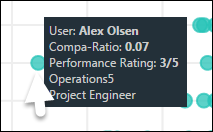 User: Alex Olsen
Compa-Ratio: 0.07
Performance Rating: 3/5
Operations5
Project Engineer